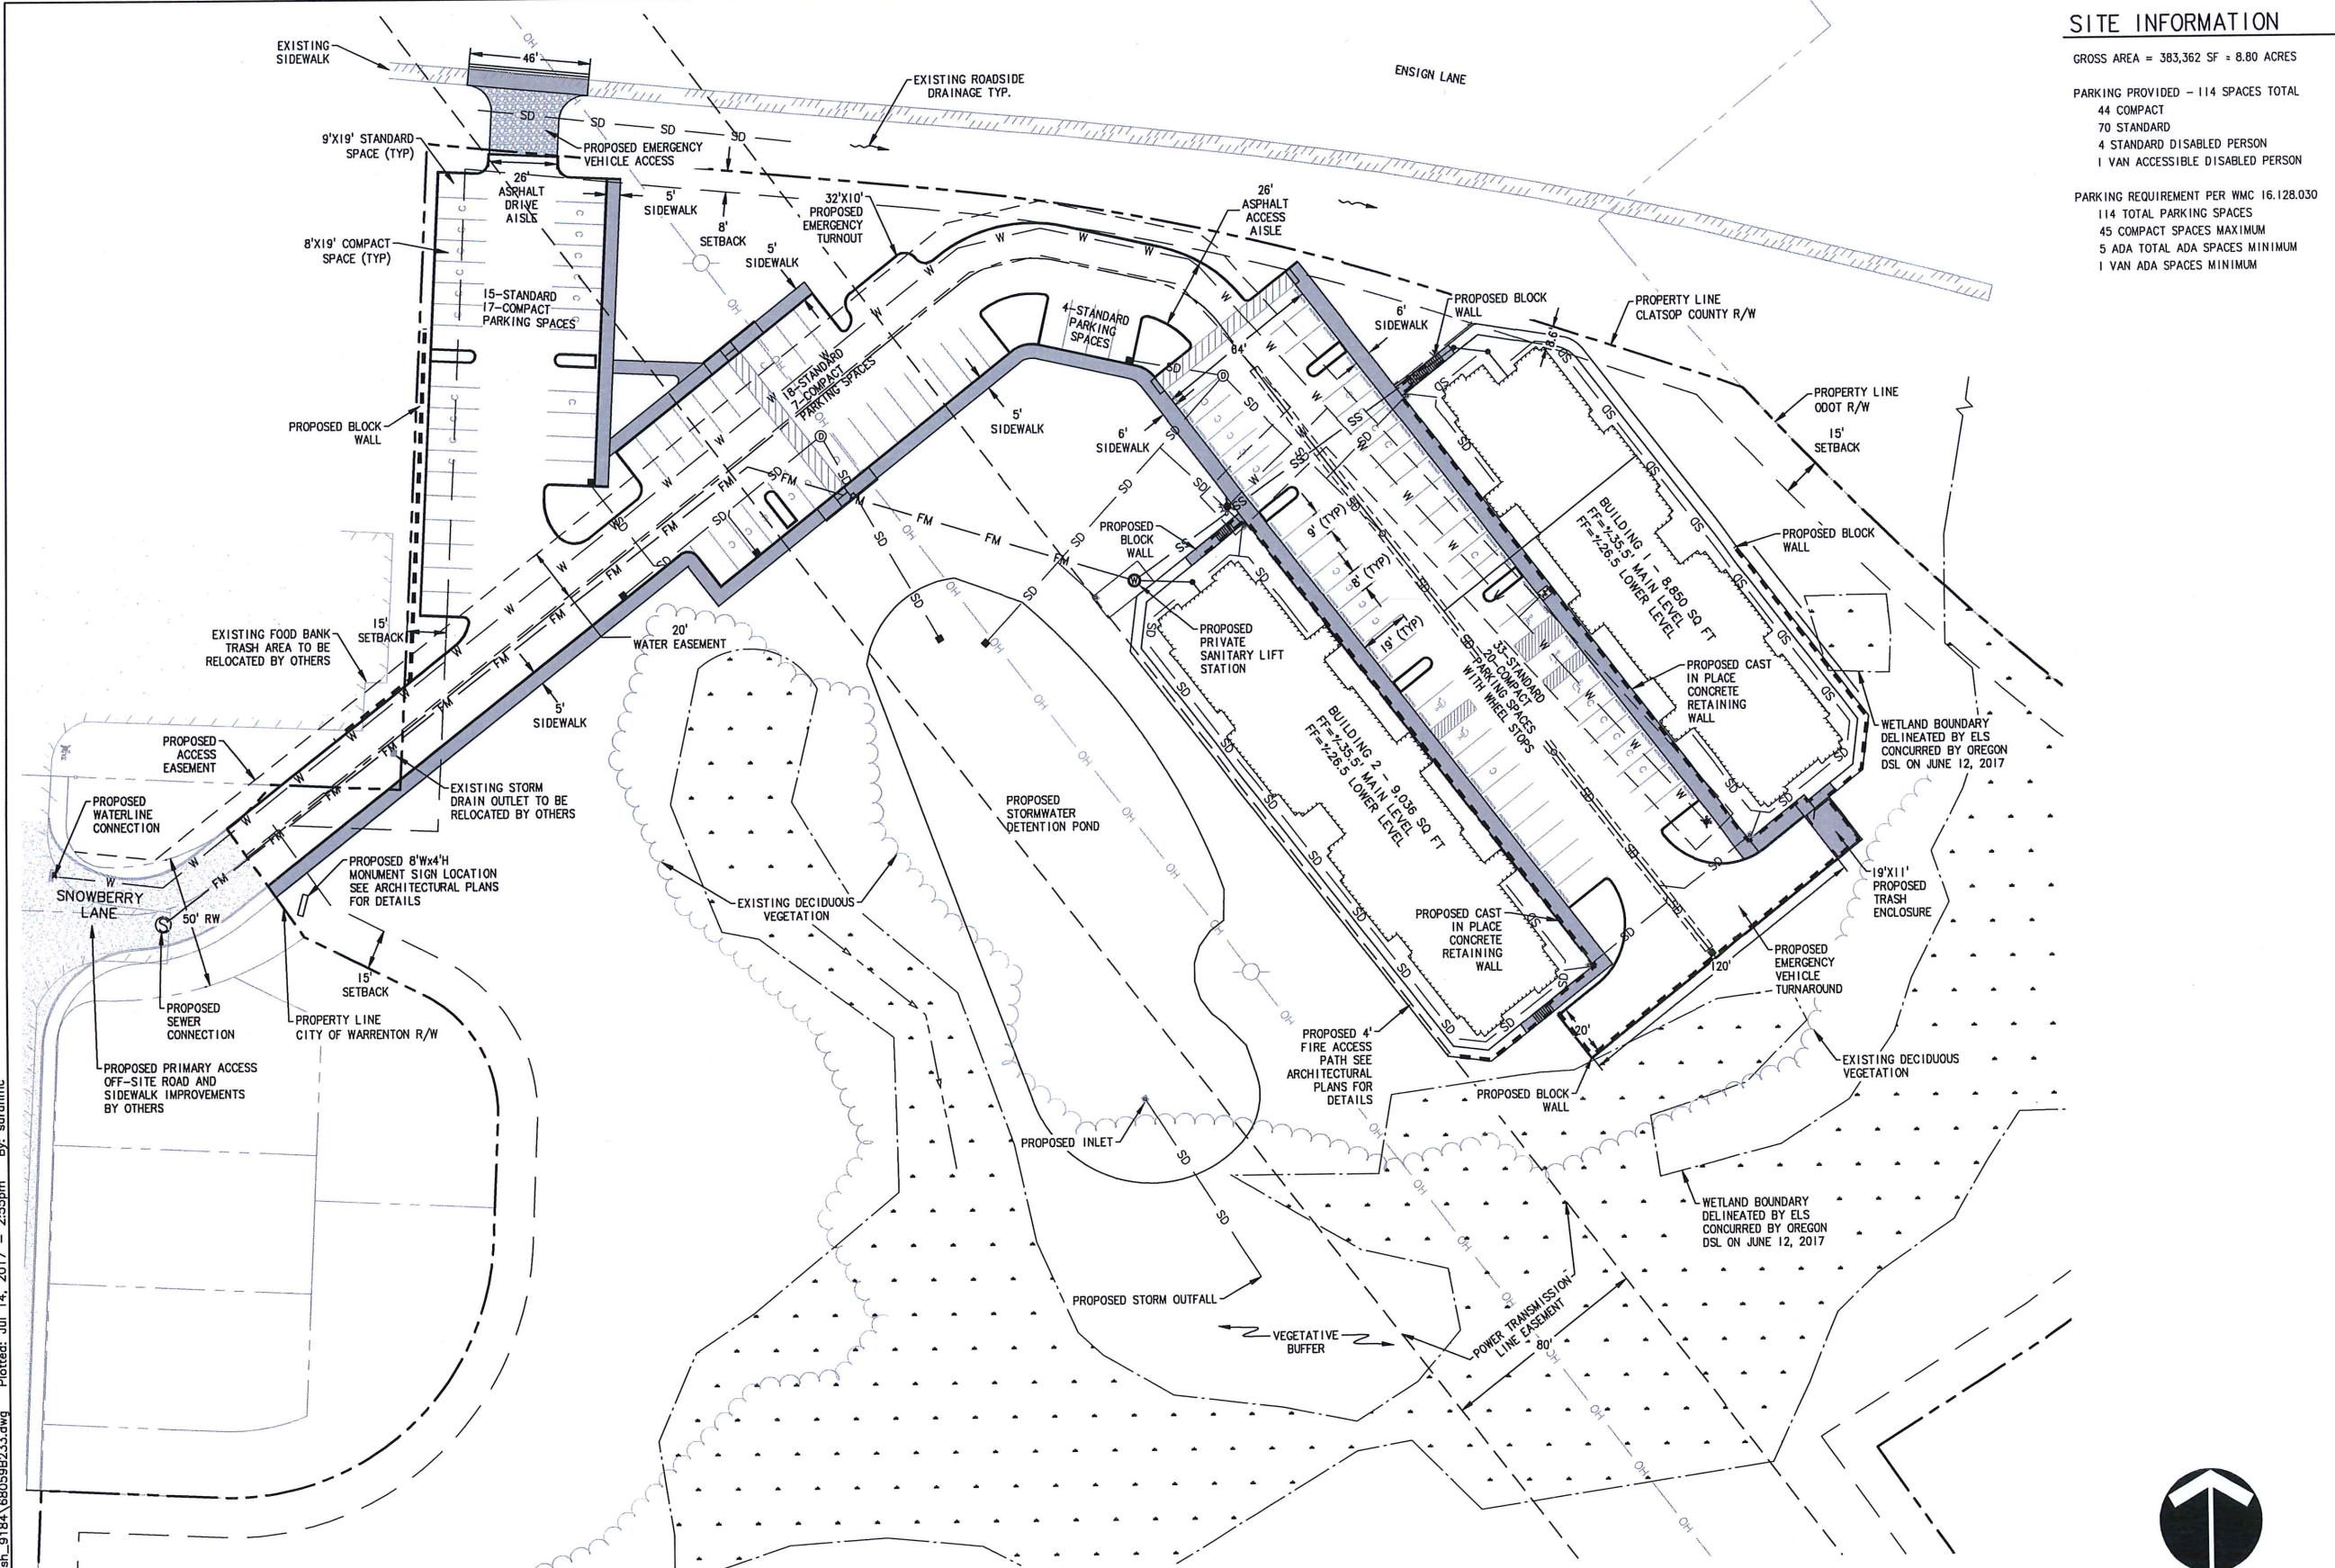 SITE INFORMATION
GROSS AREA = 383,362 SF = 8.80 ACRES
PARKING PROVIDED - 114 SPACES TOTAL
44 COMPACT
70 STANDARD
4 STANDARD DISABLED PERSON
1 VAN ACCESSIBLE DISABLED PERSON
PARKING REQUIREMENT PER WMC 16.128.030
114 TOTAL PARKING SPACES
45 COMPACT SPACES MAXIMUM
5 ADA TOTAL ADA SPACES MINIMUM
1 VAN ADA SPACES MINIMUM
EXISTING
SIDEWALK
46'
EXISTING ROADSIDE
DRAINAGE TYP.
ENSIGN LANE
9'X19' STANDARD
SPACE (TYP)
PROPOSED EMERGENCY
VEHICLE ACCESS
26'
ASPHALT
DRIVE
AISLE
5'
SIDEWALK
8'
SETBACK
32'X10'
PROPOSED
EMERGENCY
TURNOUT
26'
ASPHALT
ACCESS
AISLE
8'X19' COMPACT
SPACE (TYP)
5'
SIDEWALK
15-STANDARD
17-COMPACT
PARKING SPACES
4-STANDARD
PARKING
SPACES
64'
6'
SIDEWALK
PROPOSED BLOCK
WALL
PROPERTY LINE
CLATSOP COUNTY R/W
18.6'
18-STANDARD
7-COMPACT
PARKING SPACES
PROPERTY LINE
ODOT R/W
15'
SETBACK
PROPOSED BLOCK
WALL
5'
SIDEWALK
6'
SIDEWALK
PROPOSED
BLOCK
WALL
9' (TYP)
8' (TYP)
19' (TYP)
BUILDING 1 - 8,850 SQ FT
FF=%35.5' MAIN LEVEL
FF=%26.5 LOWER LEVEL
PROPOSED BLOCK
WALL
EXISTING FOOD BANK
TRASH AREA TO BE
RELOCATED BY OTHERS
15'
SETBACK
20'
WATER EASEMENT
PROPOSED
PRIVATE
SANITARY LIFT
STATION
33-STANDARD
20-COMPACT
PARKING SPACES
WITH WHEEL STOPS
PROPOSED CAST
IN PLACE
CONCRETE
RETAINING
WALL
5'
SIDEWALK
BUILDING 2 - 9,036 SQ FT
FF=%35.5' MAIN LEVEL
FF=%26.5 LOWER LEVEL
WETLAND BOUNDARY
DELINEATED BY ELS
CONCURRED BY OREGON
DSL ON JUNE 12, 2017
PROPOSED
ACCESS
EASEMENT
EXISTING STORM
DRAIN OUTLET TO BE
RELOCATED BY OTHERS
PROPOSED
STORMWATER
DETENTION POND
PROPOSED
WATERLINE
CONNECTION
PROPOSED 8'Wx4'H
MONUMENT SIGN LOCATION
SEE ARCHITECTURAL PLANS
FOR DETAILS
SNOWBERRY
LANE
50' RW
EXISTING DECIDUOUS
VEGETATION
PROPOSED CAST
IN PLACE
CONCRETE
RETAINING
WALL
19'X11'
PROPOSED
TRASH
ENCLOSURE
120'
PROPOSED
EMERGENCY
VEHICLE
TURNAROUND
15'
SETBACK
PROPOSED
SEWER
CONNECTION
PROPERTY LINE
CITY OF WARRENTON R/W
PROPOSED 4'
FIRE ACCESS
PATH SEE
ARCHITECTURAL
PLANS FOR
DETAILS
20'
EXISTING DECIDUOUS
VEGETATION
PROPOSED PRIMARY ACCESS
OFF-SITE ROAD AND
SIDEWALK IMPROVEMENTS
BY OTHERS
PROPOSED BLOCK
WALL
PROPOSED INLET
WETLAND BOUNDARY
DELINEATED BY ELS
CONCURRED BY OREGON
DSL ON JUNE 12, 2017
PROPOSED STORM OUTFALL
VEGETATIVE
BUFFER
POWER TRANSMISSION
LINE EASEMENT
80'
Plotted: Jul 14, 2017 - 2:55pm